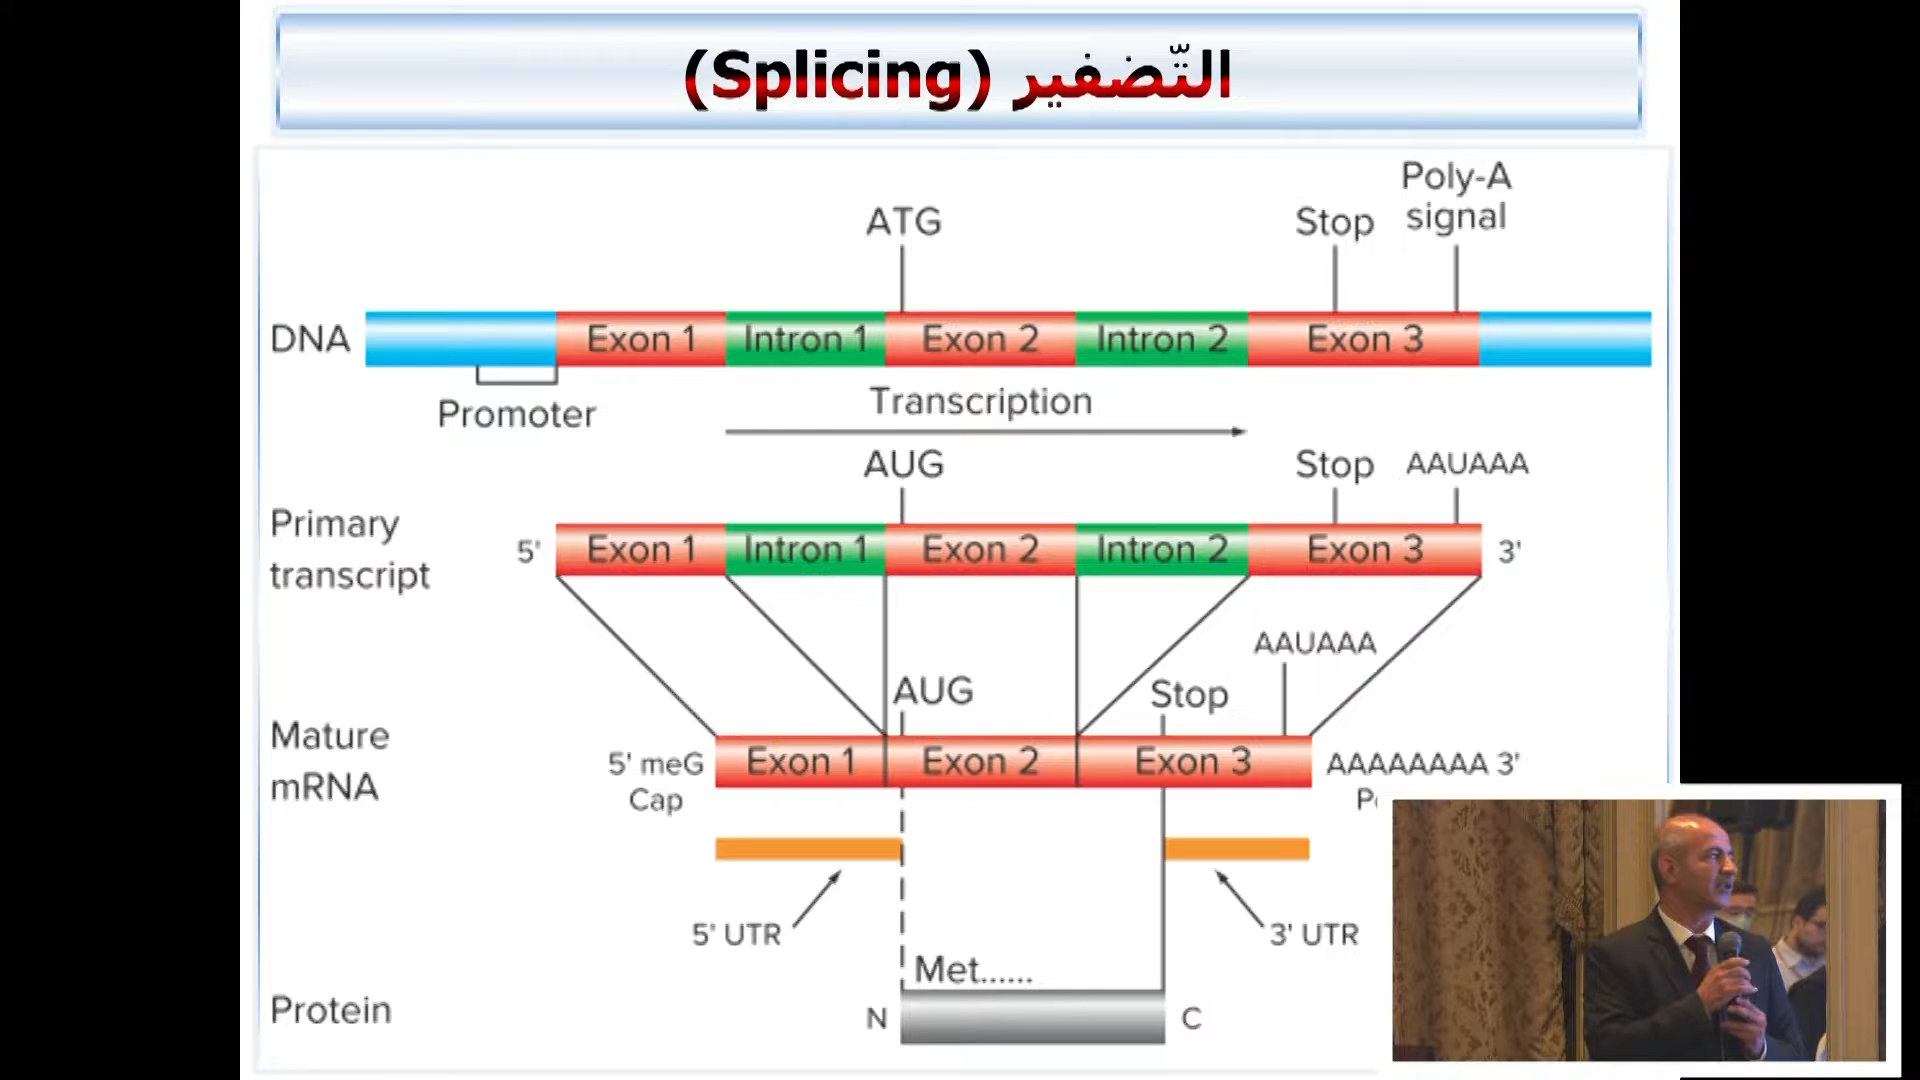 التّضفير (Splicing)
Poly-A
signal
ATG
Stop
DNA
Exon 1
Intron 1
Exon 2
Intron 2
Exon 3
Promoter
Transcription
AUG
Stop
AAUAAA
Primary
transcript
5'
Exon 1
Intron 1
Exon 2
Intron 2
Exon 3
3'
AAUAAA
AUG
Stop
Mature
mRNA
5' meG
Cap
Exon 1
Exon 2
Exon 3
AAAAAAAA 3'
5' UTR
3' UTR
Met......
Protein
N
C